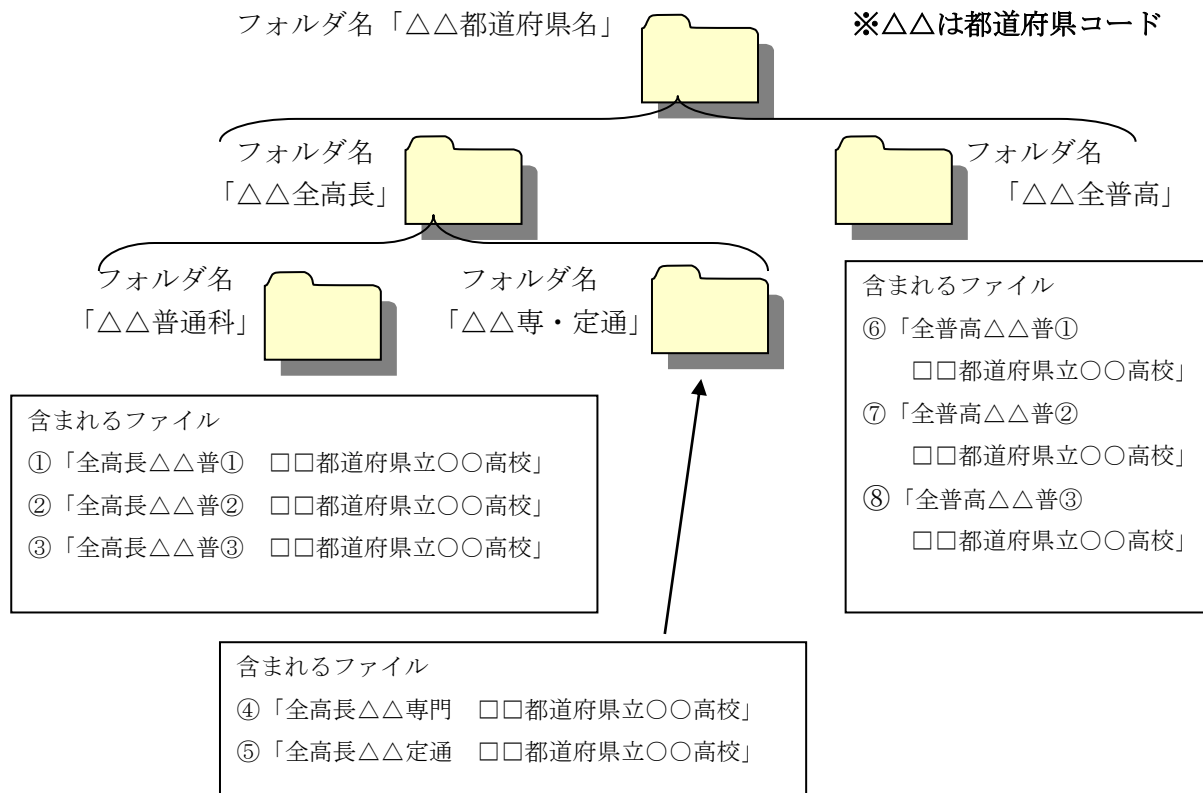 フォルダ名「△△都道府県名」
※△△は都道府県コード
フォルダ名
「△△全高長」
フォルダ名
「△△全普高」
フォルダ名
「△△普通科」
フォルダ名
「△△専・定通」
含まれるファイル
①「全高長△△普①　□□都道府県立○○高校」
②「全高長△△普②　□□都道府県立○○高校」
③「全高長△△普③　□□都道府県立○○高校」
含まれるファイル
⑥「全普高△△普①
□□都道府県立○○高校」
⑦「全普高△△普②
□□都道府県立○○高校」
⑧「全普高△△普③
□□都道府県立○○高校」
含まれるファイル
④「全高長△△専門　□□都道府県立○○高校」
⑤「全高長△△定通　□□都道府県立○○高校」